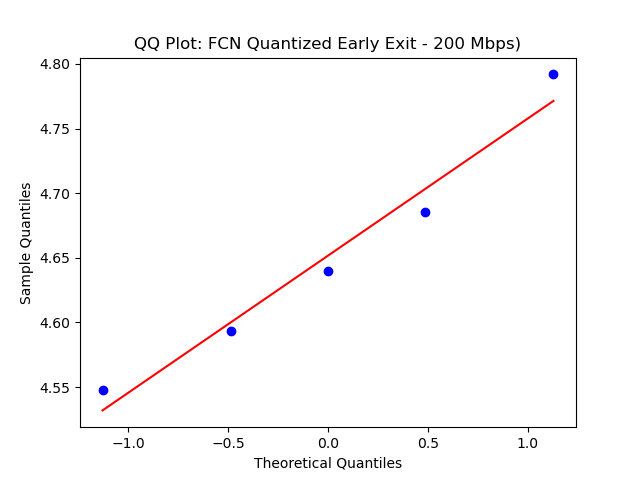 QQ Plot: FCN Quantized Early Exit - 200 Mbps)
4.80
4.75
4.70
4.65
4.60
4.55
Sample Quantiles
−1.0 −0.5 0.0 0.5 1.0
Theoretical Quantiles